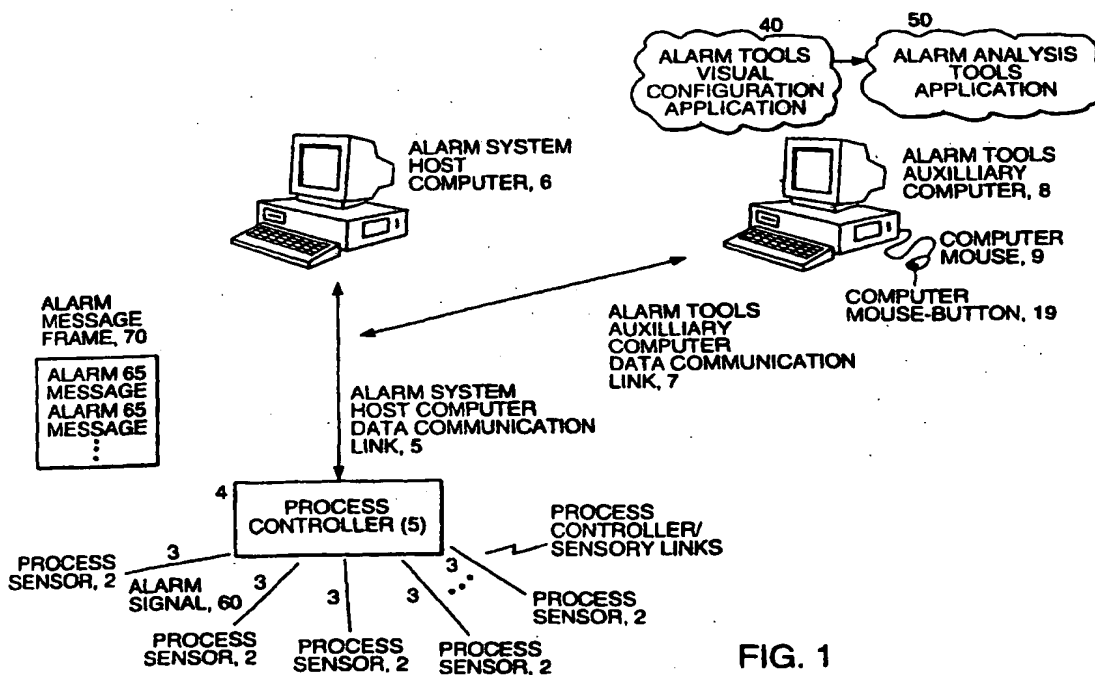 40
50
ALARM TOOLS
VISUAL
CONFIGURATION
APPLICATION
ALARM ANALYSIS
TOOLS
APPLICATION
ALARM SYSTEM
HOST
COMPUTER, 6
ALARM TOOLS
AUXILLIARY
COMPUTER, 8
COMPUTER
MOUSE, 9
COMPUTER
MOUSE-BUTTON, 19
ALARM
MESSAGE
FRAME, 70
ALARM 65
MESSAGE
ALARM 65
MESSAGE
ALARM TOOLS
AUXILLIARY
COMPUTER
DATA COMMUNICATION
LINK, 7
ALARM SYSTEM
HOST COMPUTER
DATA COMMUNICATION
LINK, 5
4
PROCESS
CONTROLLER (5)
PROCESS
CONTROLLER/
SENSORY LINKS
PROCESS
SENSOR, 2
3
ALARM
SIGNAL, 60
3
3
3
3
PROCESS
SENSOR, 2
PROCESS
SENSOR, 2
PROCESS
SENSOR, 2
PROCESS
SENSOR, 2
FIG. 1